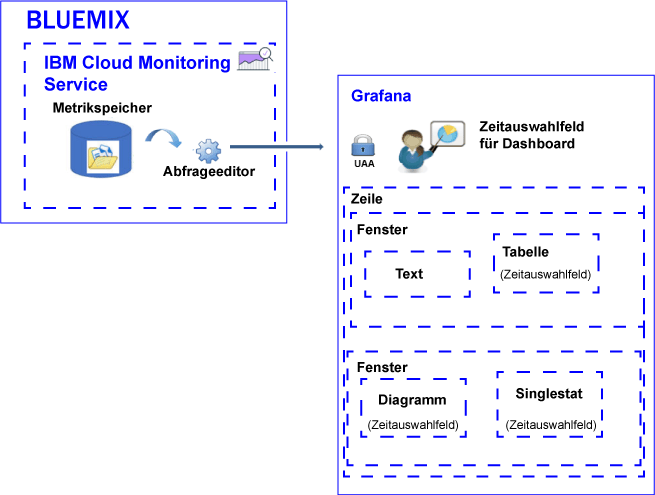 BLUEMIX
IBM Cloud Monitoring
Service
Metrikspeicher
Abfrageeditor
Grafana
UAA
Zeitauswahlfeld
für Dashboard
Zeile
Fenster
Text
Tabelle
(Zeitauswahlfeld)
Fenster
Diagramm
(Zeitauswahlfeld)
Singlestat
(Zeitauswahlfeld)